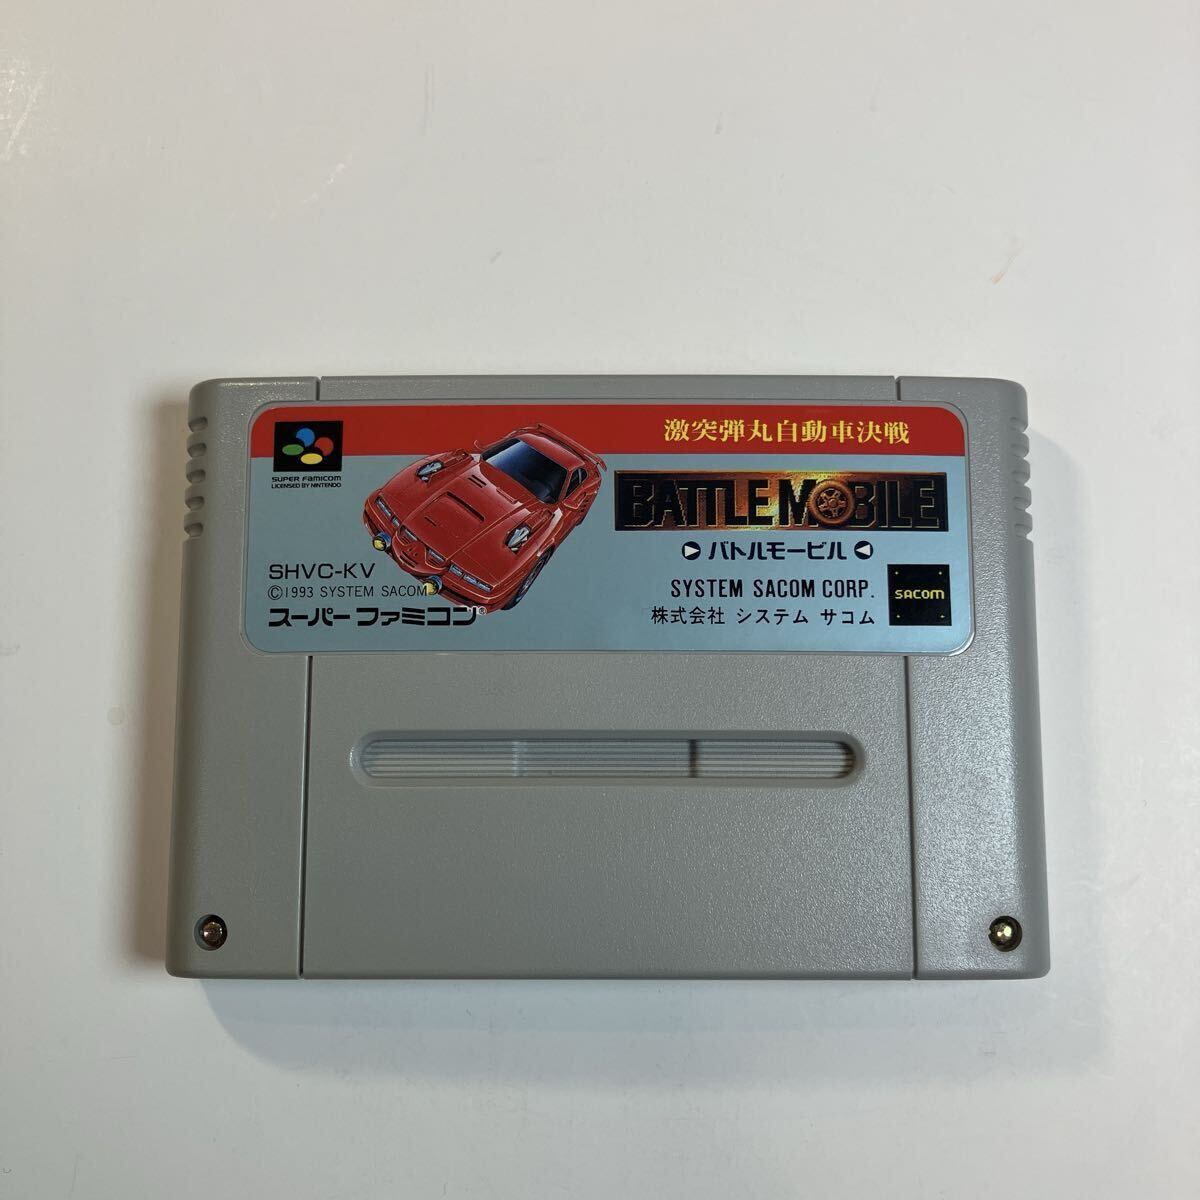 激突弾丸自動車決戦
BATTLE MOBILE
バトルモービル
SUPER FAMICOM
LICENSED BY NINTENDO
SHVC-KV
©1993 SYSTEM SACOM
スーパーファミコン®
SYSTEM SACOM CORP.
株式会社 システム サコム
SACOM